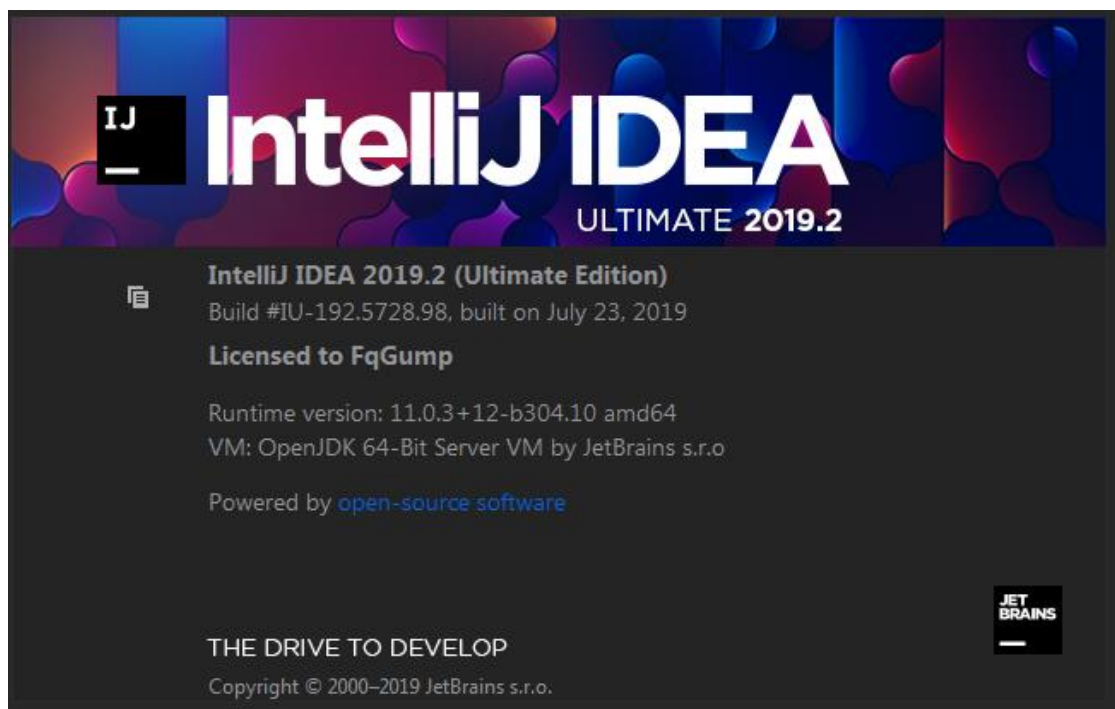 IJ
IntelliJ IDEA
ULTIMATE 2019.2
IntelliJ IDEA 2019.2 (Ultimate Edition)
Build #IU-192.5728.98, built on July 23, 2019
Licensed to FqGump
Runtime version: 11.0.3+12-b304.10 amd64
VM: OpenJDK 64-Bit Server VM by JetBrains s.r.o
Powered by open-source software
JET
BRAINS
THE DRIVE TO DEVELOP
Copyright © 2000–2019 JetBrains s.r.o.